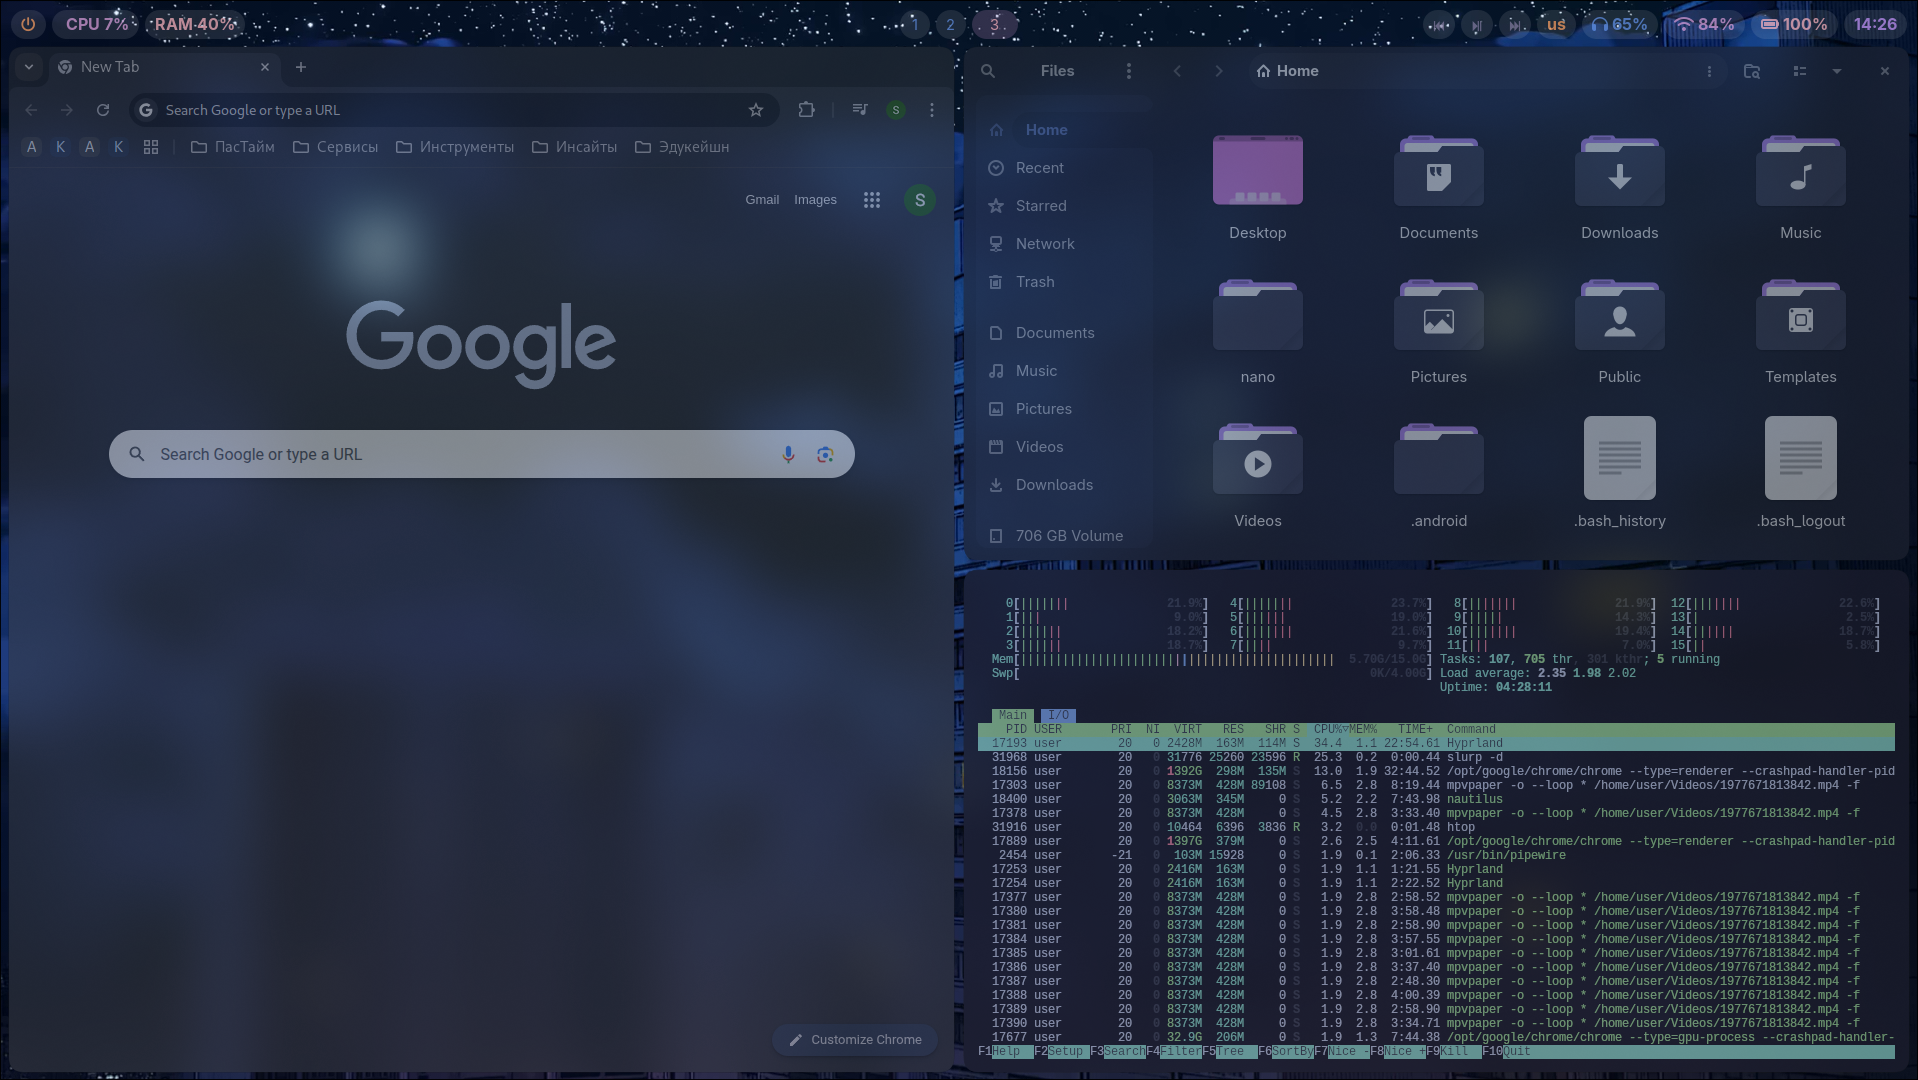 CPU 7% RAM 40% 1 2 3 us 65% 84% 100% 14:26
New Tab
Search Google or type a URL
A K A K ПасТайм Сервисы Инструменты Инсайты Эдукейшн
Gmail Images S
Google
Search Google or type a URL
Customize Chrome
Files Home
Home
Recent
Starred
Network
Trash
Documents
Music
Pictures
Videos
Downloads
706 GB Volume
Desktop Documents Downloads Music
nano Pictures Public Templates
Videos .android .bash_history .bash_logout
0[||||||| 21.9%] 4[||||||| 23.7%] 8[||||||| 21.9%] 12[||||||| 22.6%]
1[||| 9.0%] 5[|||||| 19.0%] 9[||||| 14.3%] 13[| 2.5%]
2[|||||| 18.2%] 6[||||||| 21.6%] 10[||||||| 19.4%] 14[|||||| 18.7%]
3[|||||| 18.7%] 7[|||| 9.7%] 11[||| 7.0%] 15[|| 5.8%]
Mem[||||||||||||||||||||||||||||||||||||||||||||| 5.70G/15.0G] Tasks: 107, 705 thr, 301 kthr; 5 running
Swp[ 0K/4.00G] Load average: 2.35 1.98 2.02
Uptime: 04:28:11
Main I/O
PID USER PRI NI VIRT RES SHR S CPU%▽MEM% TIME+ Command
17193 user 20 0 2428M 163M 114M S 34.4 1.1 22:54.61 Hyprland
31968 user 20 0 31776 25260 23596 R 25.3 0.2 0:00.44 slurp -d
18156 user 20 0 1392G 298M 135M S 13.0 1.9 32:44.52 /opt/google/chrome/chrome --type=renderer --crashpad-handler-pid
17303 user 20 0 8373M 428M 89108 S 6.5 2.8 8:19.44 mpvpaper -o --loop * /home/user/Videos/1977671813842.mp4 -f
18400 user 20 0 3063M 345M 0 S 5.2 2.2 7:43.98 nautilus
17378 user 20 0 8373M 428M 0 S 4.5 2.8 3:33.40 mpvpaper -o --loop * /home/user/Videos/1977671813842.mp4 -f
31916 user 20 0 10464 6396 3836 R 3.2 0.0 0:01.48 htop
17889 user 20 0 1397G 379M 0 S 2.6 2.5 4:11.61 /opt/google/chrome/chrome --type=renderer --crashpad-handler-pid
2454 user -21 0 103M 15928 0 S 1.9 0.1 2:06.33 /usr/bin/pipewire
17253 user 20 0 2416M 163M 0 S 1.9 1.1 1:21.55 Hyprland
17254 user 20 0 2416M 163M 0 S 1.9 1.1 2:22.52 Hyprland
17377 user 20 0 8373M 428M 0 S 1.9 2.8 2:58.52 mpvpaper -o --loop * /home/user/Videos/1977671813842.mp4 -f
17380 user 20 0 8373M 428M 0 S 1.9 2.8 3:58.48 mpvpaper -o --loop * /home/user/Videos/1977671813842.mp4 -f
17381 user 20 0 8373M 428M 0 S 1.9 2.8 2:58.90 mpvpaper -o --loop * /home/user/Videos/1977671813842.mp4 -f
17384 user 20 0 8373M 428M 0 S 1.9 2.8 3:57.55 mpvpaper -o --loop * /home/user/Videos/1977671813842.mp4 -f
17385 user 20 0 8373M 428M 0 S 1.9 2.8 3:01.61 mpvpaper -o --loop * /home/user/Videos/1977671813842.mp4 -f
17386 user 20 0 8373M 428M 0 S 1.9 2.8 3:37.40 mpvpaper -o --loop * /home/user/Videos/1977671813842.mp4 -f
17387 user 20 0 8373M 428M 0 S 1.9 2.8 2:48.30 mpvpaper -o --loop * /home/user/Videos/1977671813842.mp4 -f
17388 user 20 0 8373M 428M 0 S 1.9 2.8 4:00.39 mpvpaper -o --loop * /home/user/Videos/1977671813842.mp4 -f
17389 user 20 0 8373M 428M 0 S 1.9 2.8 2:58.90 mpvpaper -o --loop * /home/user/Videos/1977671813842.mp4 -f
17390 user 20 0 8373M 428M 0 S 1.9 2.8 3:34.71 mpvpaper -o --loop * /home/user/Videos/1977671813842.mp4 -f
17677 user 20 0 32.9G 206M 0 S 1.9 1.3 7:44.38 /opt/google/chrome/chrome --type=gpu-process --crashpad-handler-
F1Help F2Setup F3SearchF4FilterF5Tree F6SortByF7Nice -F8Nice +F9Kill F10Quit